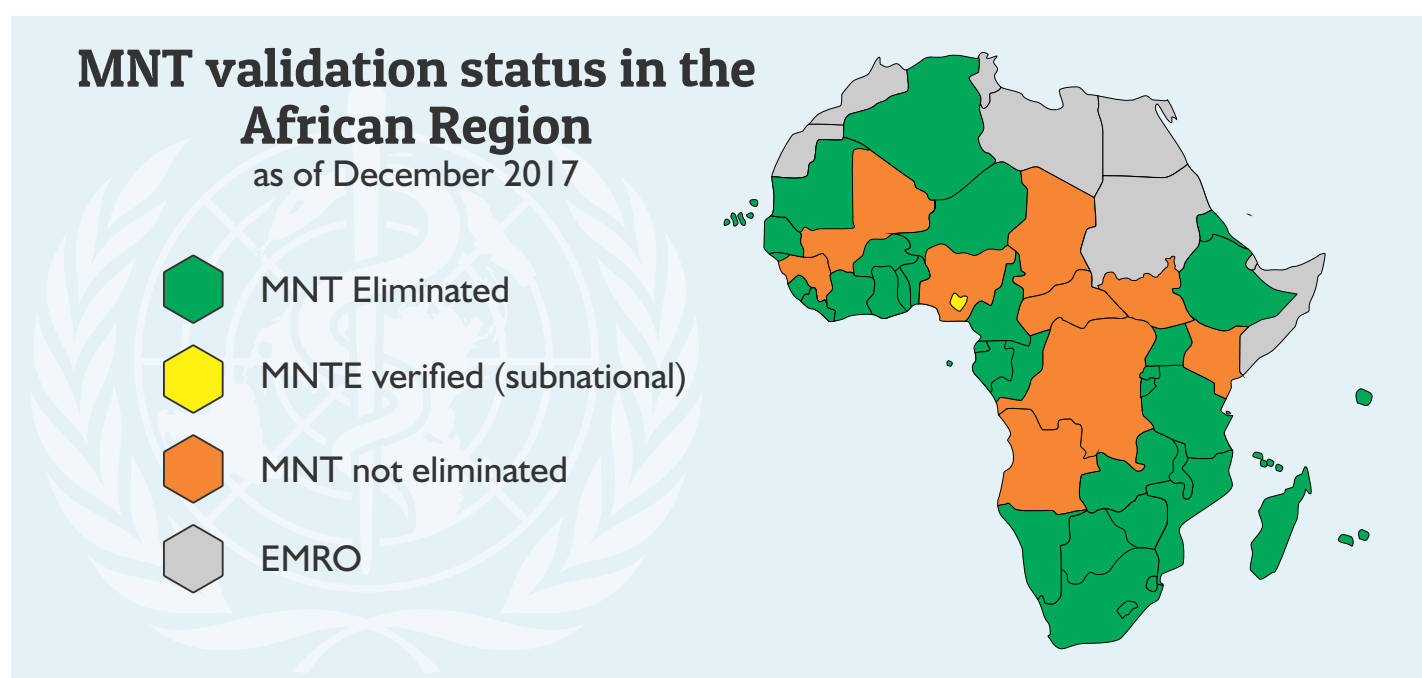 MNT validation status in the
African Region
as of December 2017
MNT Eliminated
MNTE verified (subnational)
MNT not eliminated
EMRO